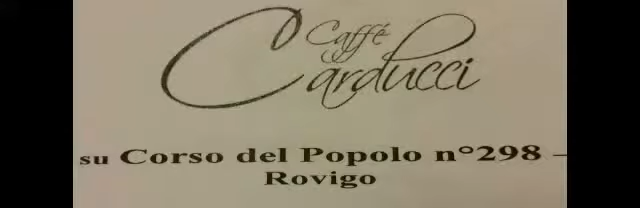 Caffè
Carducci
su Corso del Popolo n°298 –
Rovigo